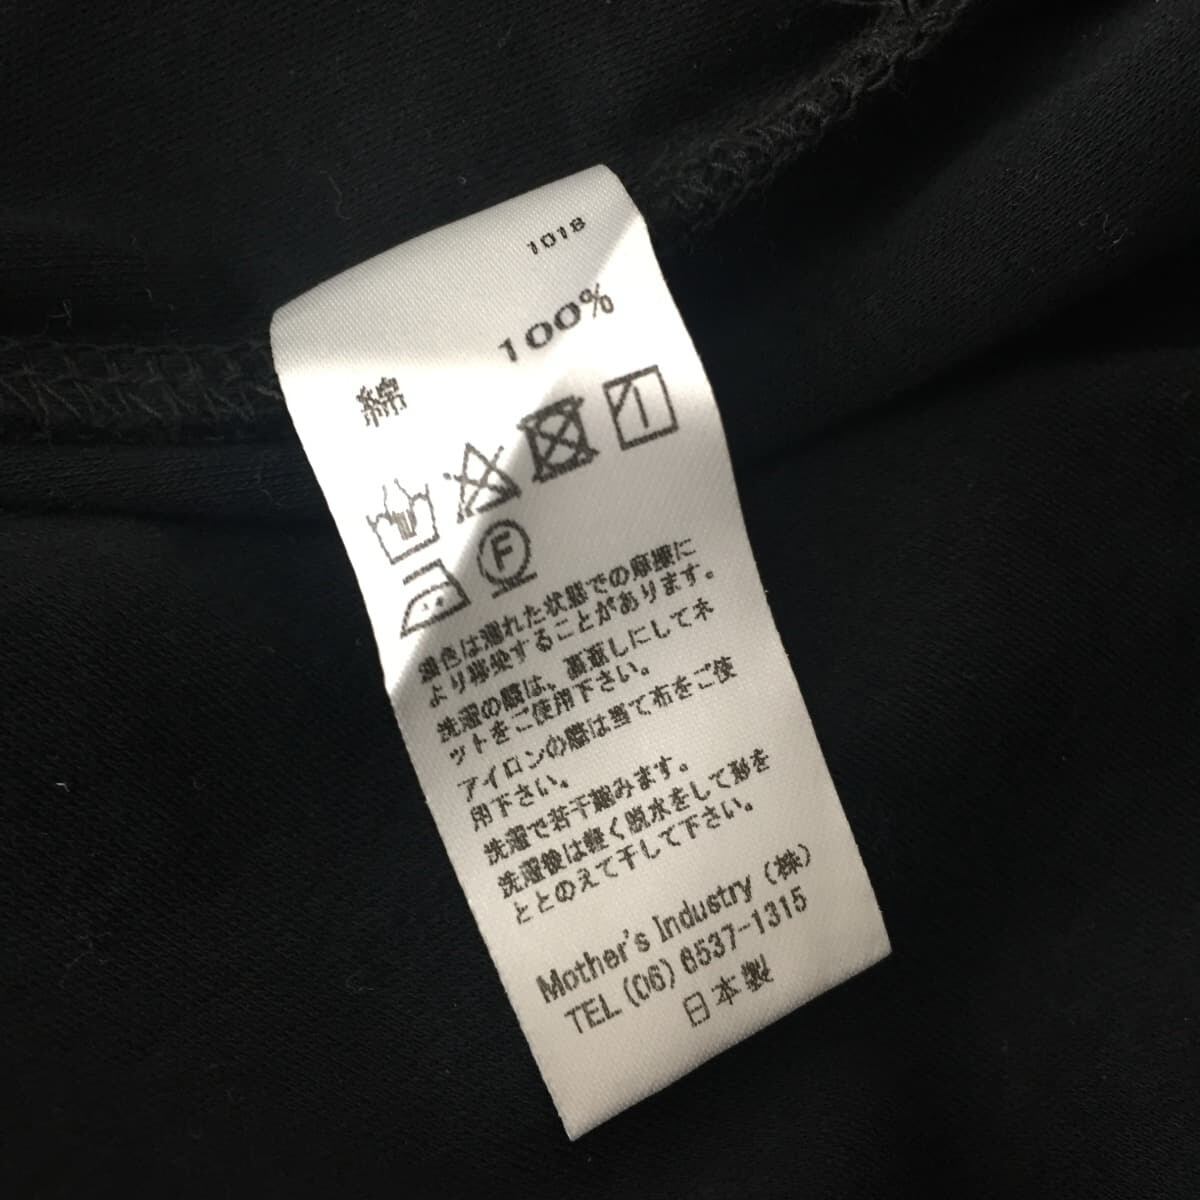 1018
綿 100%
F
濃色は濡れた状態での摩擦に
より移染することがあります。
洗濯の際は、裏返しにしてネ
ットをご使用下さい。
アイロンの際は当て布をご使
用下さい。
洗濯で若干縮みます。
洗濯後は軽く脱水をして形を
ととのえて干して下さい。
Mother's Industry (株)
TEL (06) 6537-1315
日本製